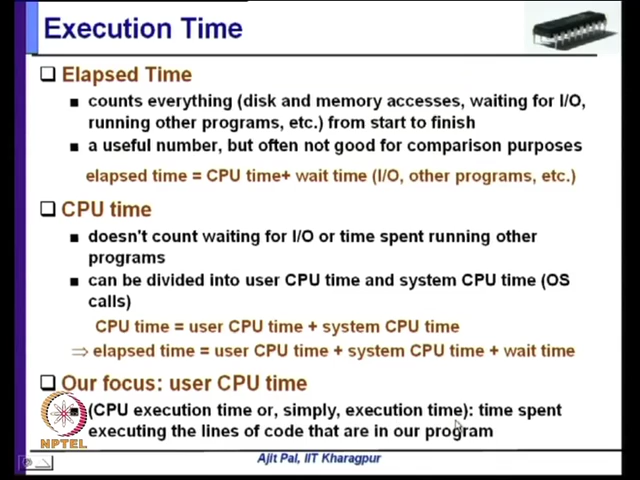 Execution Time
❑ Elapsed Time
■ counts everything (disk and memory accesses, waiting for I/O,
running other programs, etc.) from start to finish
■ a useful number, but often not good for comparison purposes
elapsed time = CPU time+ wait time (I/O, other programs, etc.)
❑ CPU time
■ doesn't count waiting for I/O or time spent running other
programs
■ can be divided into user CPU time and system CPU time (OS
calls)
CPU time = user CPU time + system CPU time
⇒ elapsed time = user CPU time + system CPU time + wait time
❑ Our focus: user CPU time
■ (CPU execution time or, simply, execution time): time spent
executing the lines of code that are in our program
NPTEL
Ajit Pal, IIT Kharagpur